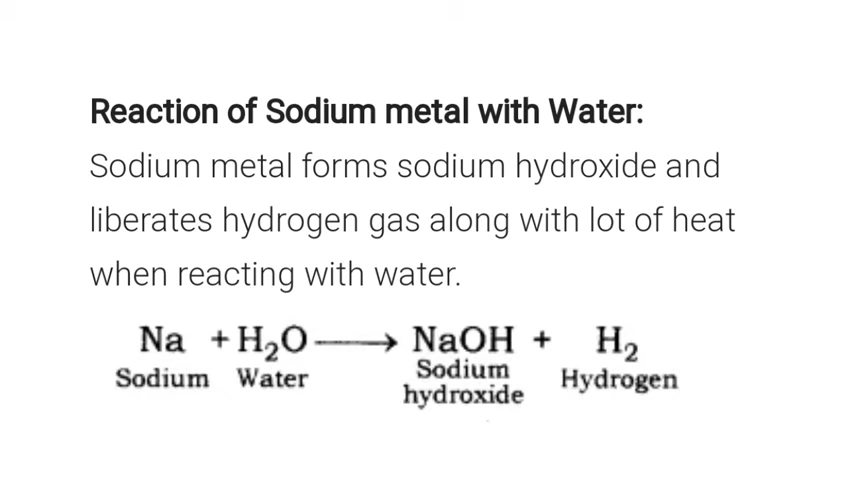 Reaction of Sodium metal with Water:
Sodium metal forms sodium hydroxide and
liberates hydrogen gas along with lot of heat
when reacting with water.
Na + H₂O ⟶ NaOH + H₂
Sodium Water Sodium hydroxide Hydrogen